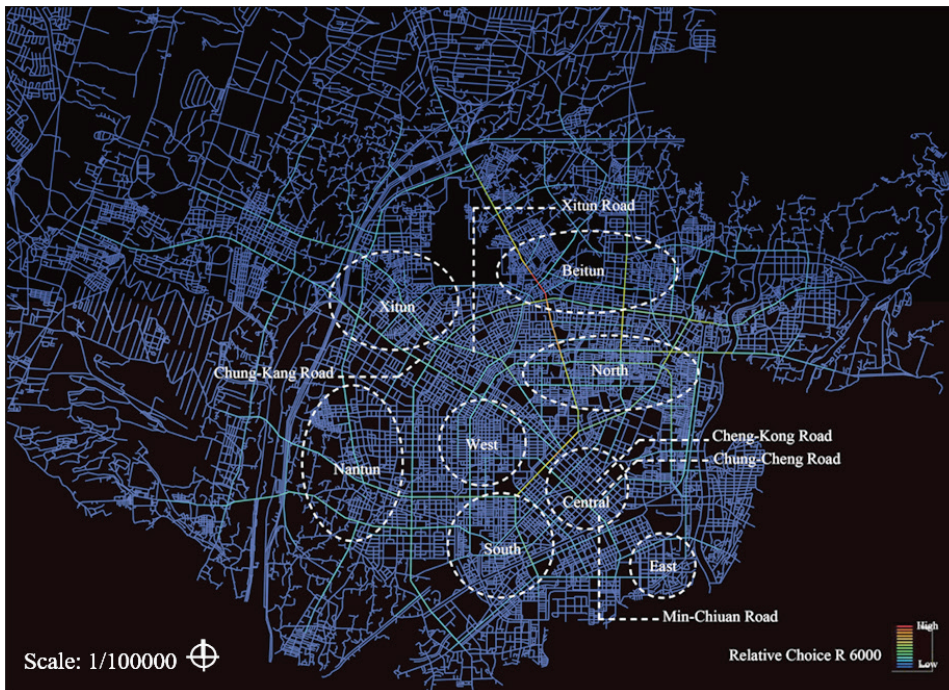 Xitun Road
Beitun
Xitun
Chung-Kang Road
North
Cheng-Kong Road
West
Chung-Cheng Road
Nantun
Central
South
East
Min-Chiuan Road
High
Scale: 1/100000
Relative Choice R 6000
Low